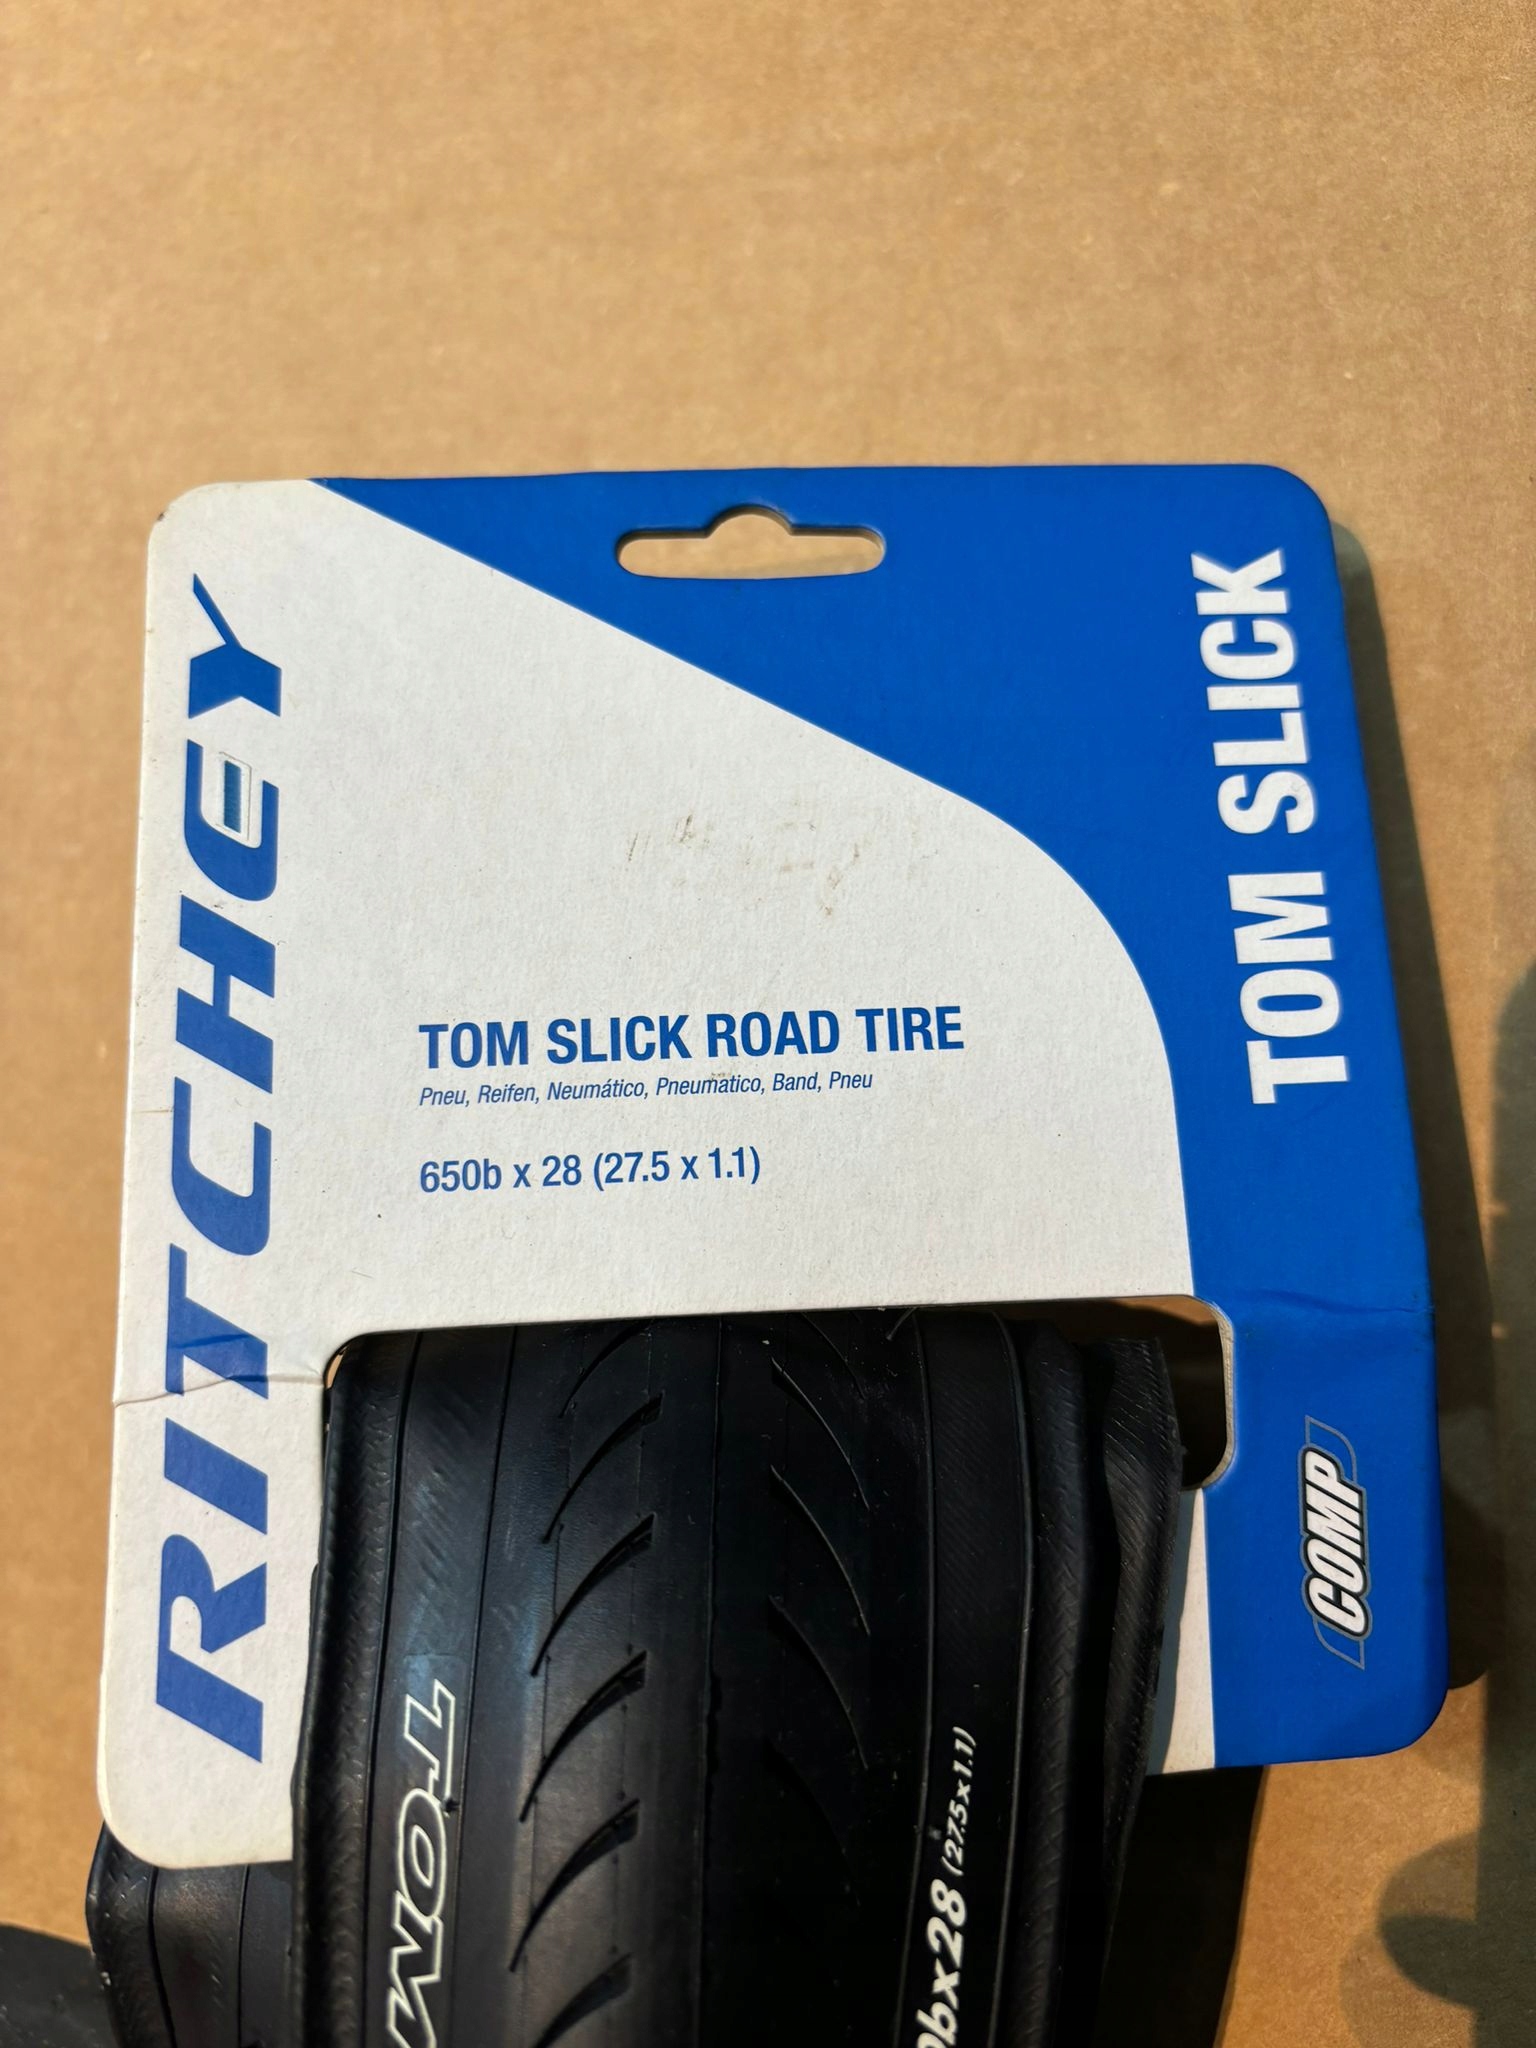 RITCHEY
TOM SLICK
TOM SLICK ROAD TIRE
Pneu, Reifen, Neumático, Pneumatico, Band, Pneu
650b x 28 (27.5 x 1.1)
COMP
TOM
bx28 (27.5x1.1)